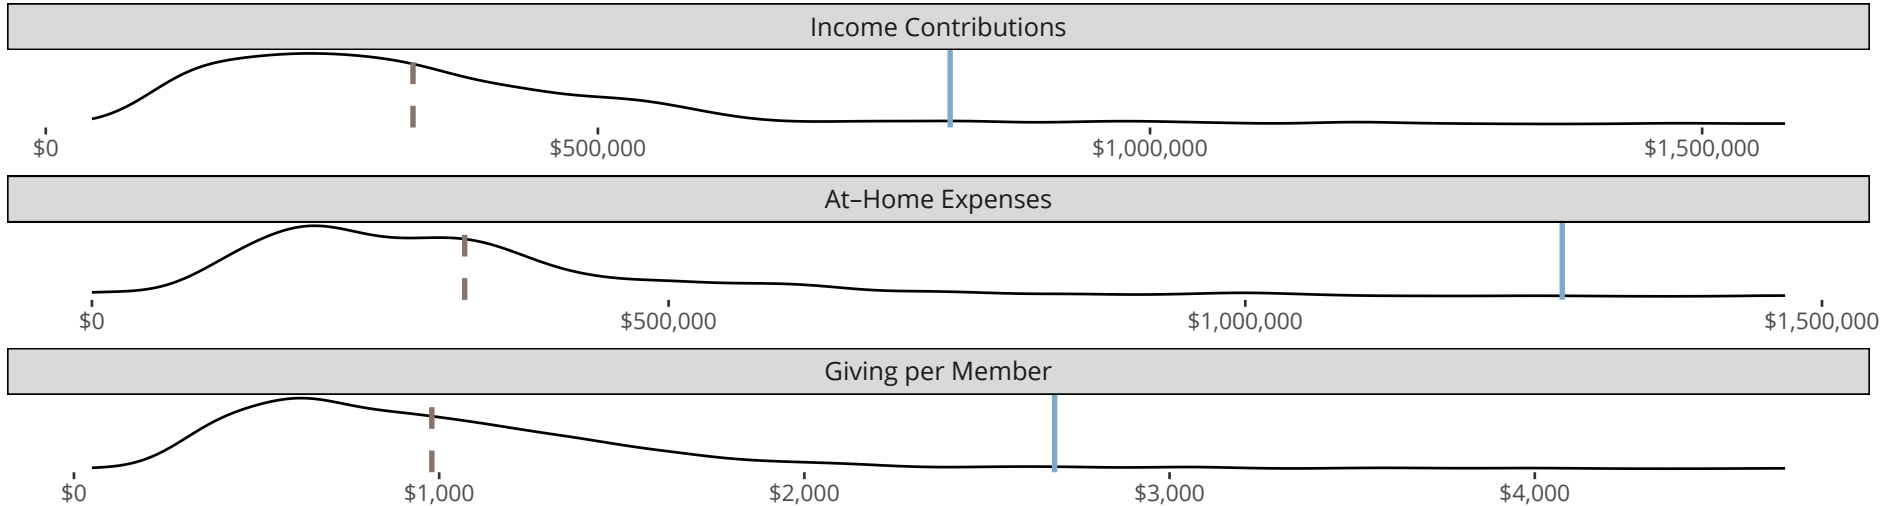 Income Contributions
$0 $500,000 $1,000,000 $1,500,000
At–Home Expenses
$0 $500,000 $1,000,000 $1,500,000
Giving per Member
$0 $1,000 $2,000 $3,000 $4,000